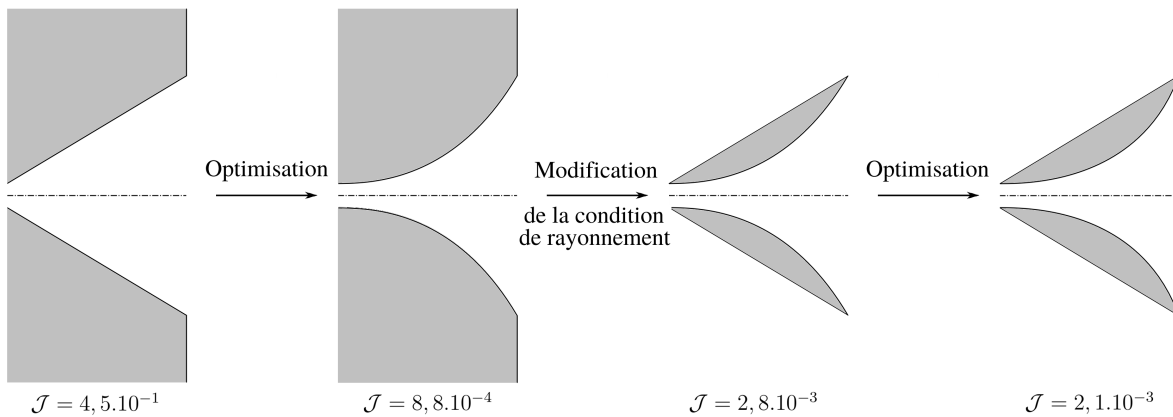 Optimisation
Modification
de la condition
de rayonnement
Optimisation
𝒥 = 4, 5.10⁻¹
𝒥 = 8, 8.10⁻⁴
𝒥 = 2, 8.10⁻³
𝒥 = 2, 1.10⁻³